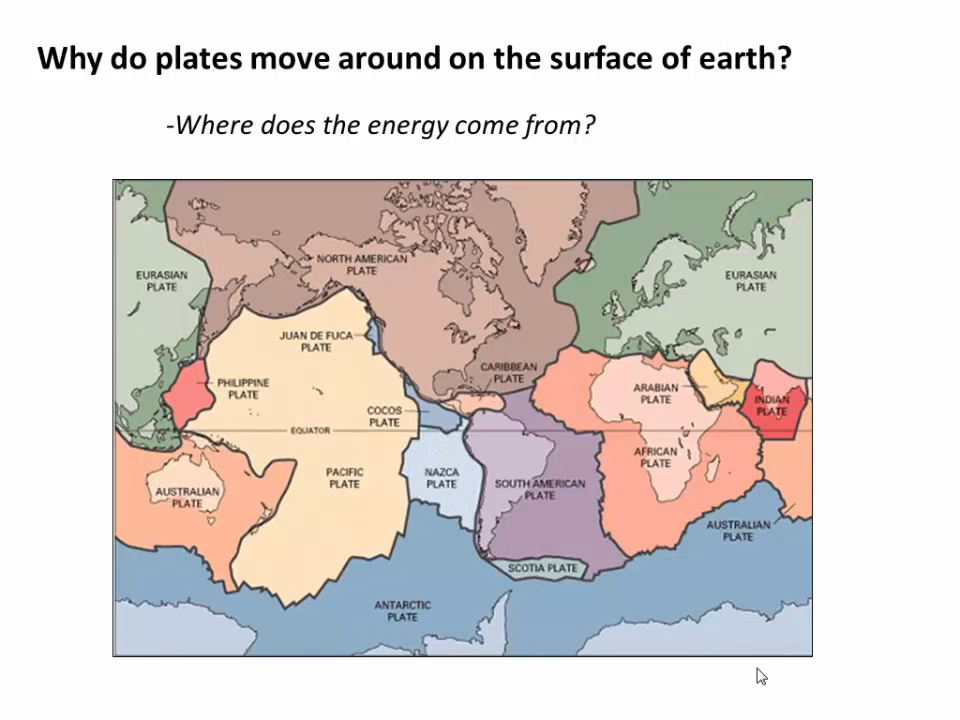 Why do plates move around on the surface of earth?
-Where does the energy come from?
NORTH AMERICAN
PLATE
EURASIAN
PLATE
EURASIAN
PLATE
JUAN DE FUCA
PLATE
CARIBBEAN
PLATE
PHILIPPINE
PLATE
ARABIAN
PLATE
INDIAN
PLATE
COCOS
PLATE
EQUATOR
AFRICAN
PLATE
PACIFIC
PLATE
NAZCA
PLATE
SOUTH AMERICAN
PLATE
AUSTRALIAN
PLATE
AUSTRALIAN
PLATE
SCOTIA PLATE
ANTARCTIC
PLATE